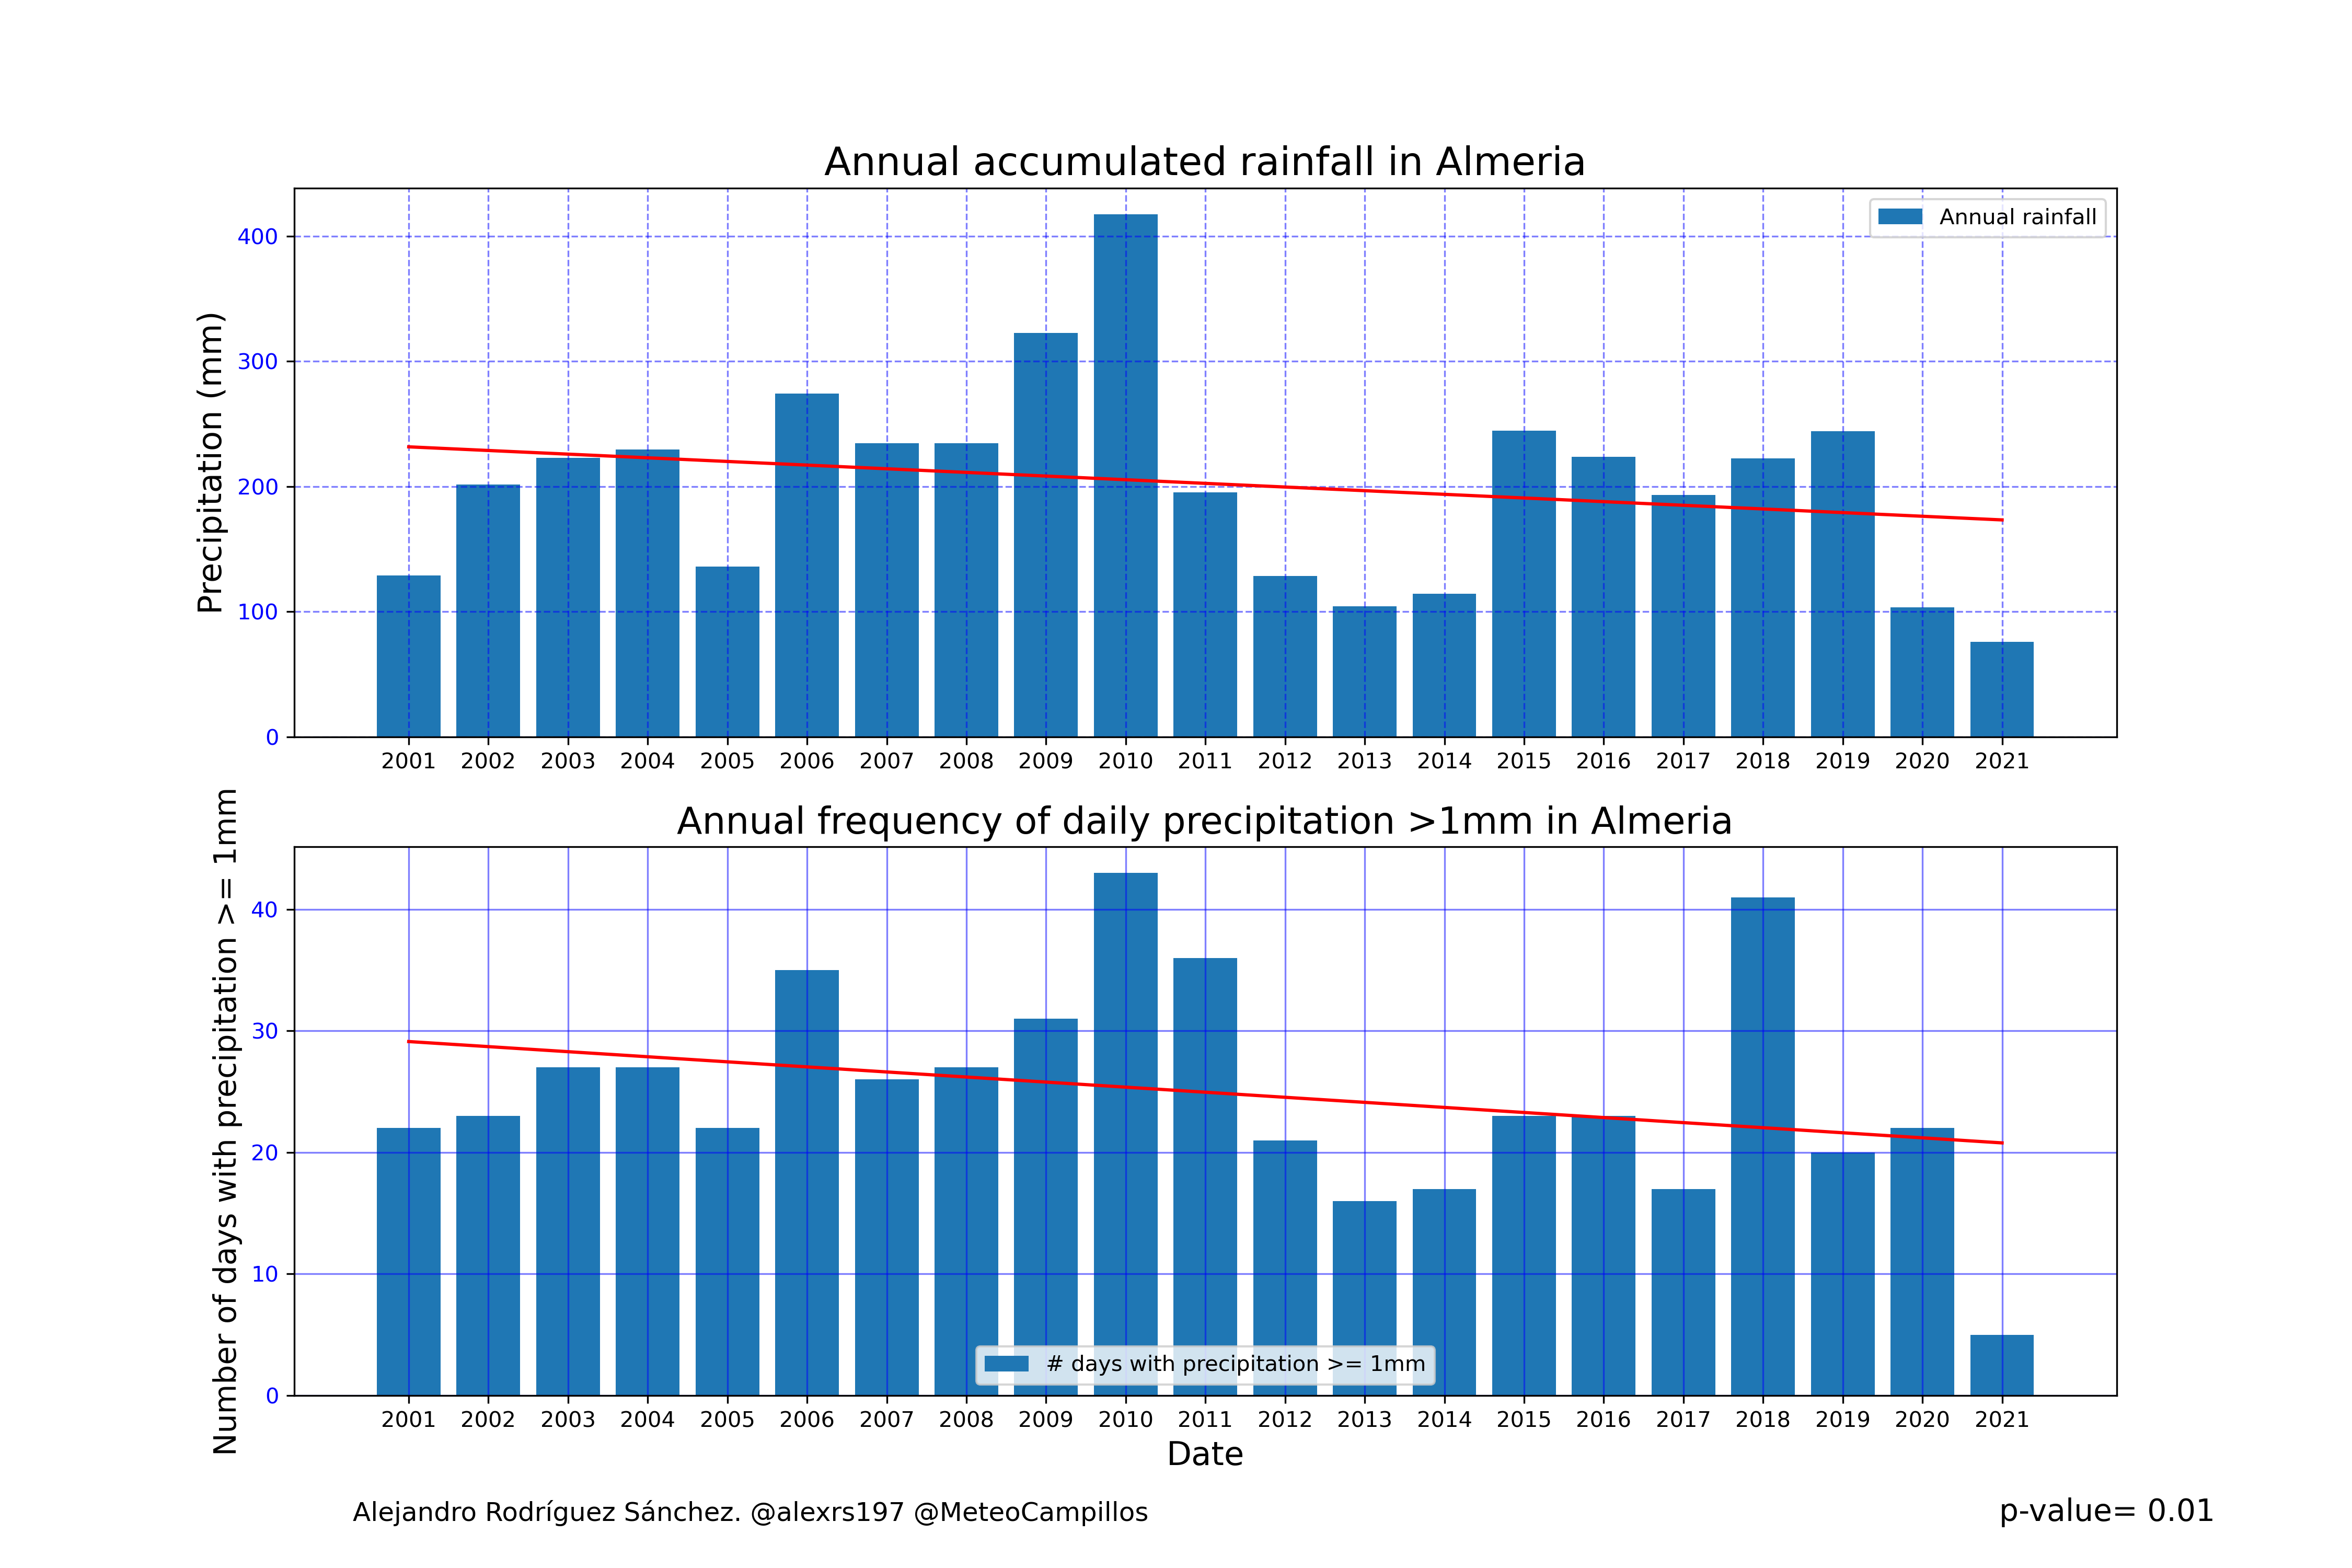 Annual accumulated rainfall in Almeria
Precipitation (mm)
400
300
200
100
0
Annual rainfall
2001 2002 2003 2004 2005 2006 2007 2008 2009 2010 2011 2012 2013 2014 2015 2016 2017 2018 2019 2020 2021
Annual frequency of daily precipitation >1mm in Almeria
Number of days with precipitation >= 1mm
40
30
20
10
0
# days with precipitation >= 1mm
2001 2002 2003 2004 2005 2006 2007 2008 2009 2010 2011 2012 2013 2014 2015 2016 2017 2018 2019 2020 2021
Date
Alejandro Rodríguez Sánchez. @alexrs197 @MeteoCampillos
p-value= 0.01